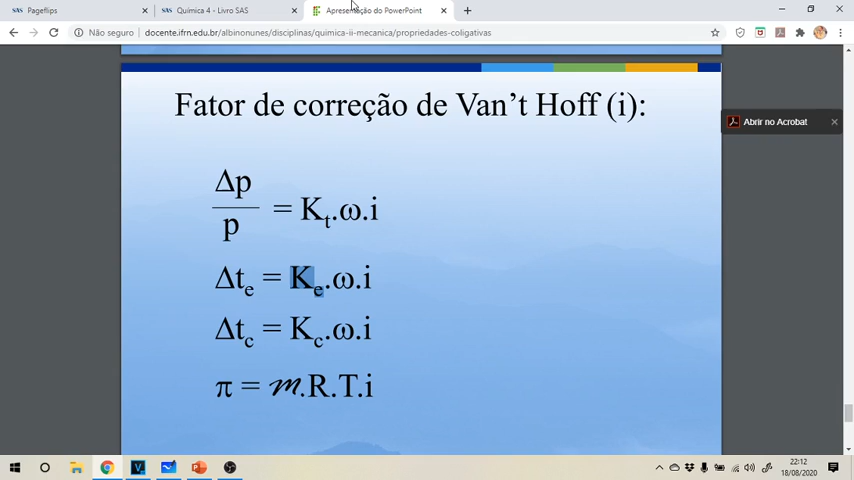 Pageflips
SAS Química 4 - Livro SAS
Apresentação do PowerPoint
docente.ifrn.edu.br/albinonunes/disciplinas/quimica-ii-mecanica/propriedades-coligativas
Fator de correção de Van't Hoff (i):
Abrir no Acrobat
Δp
= Kt.ω.i
p
Δte = Ke.ω.i
Δtc = Kc.ω.i
π = m.R.T.i
22:12
18/08/2020